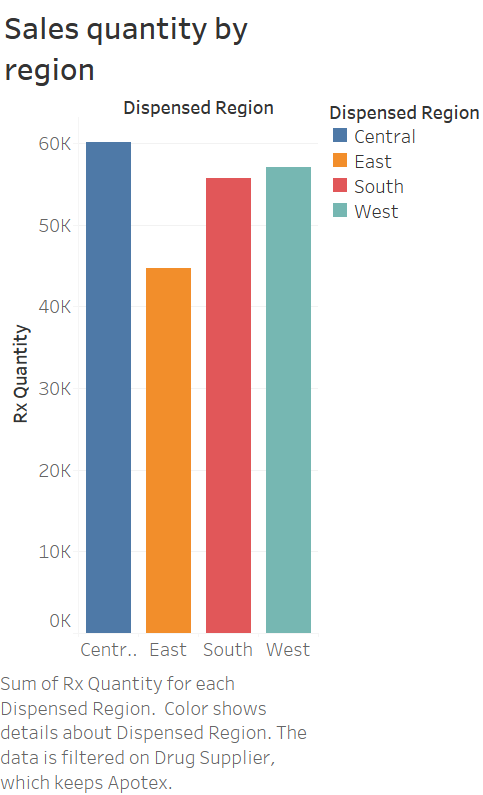 Sales quantity by
region
Dispensed Region
Dispensed Region
Central
East
South
West
60K
50K
40K
30K
20K
10K
0K
Rx Quantity
Centr..
East
South
West
Sum of Rx Quantity for each
Dispensed Region.  Color shows
details about Dispensed Region. The
data is filtered on Drug Supplier,
which keeps Apotex.